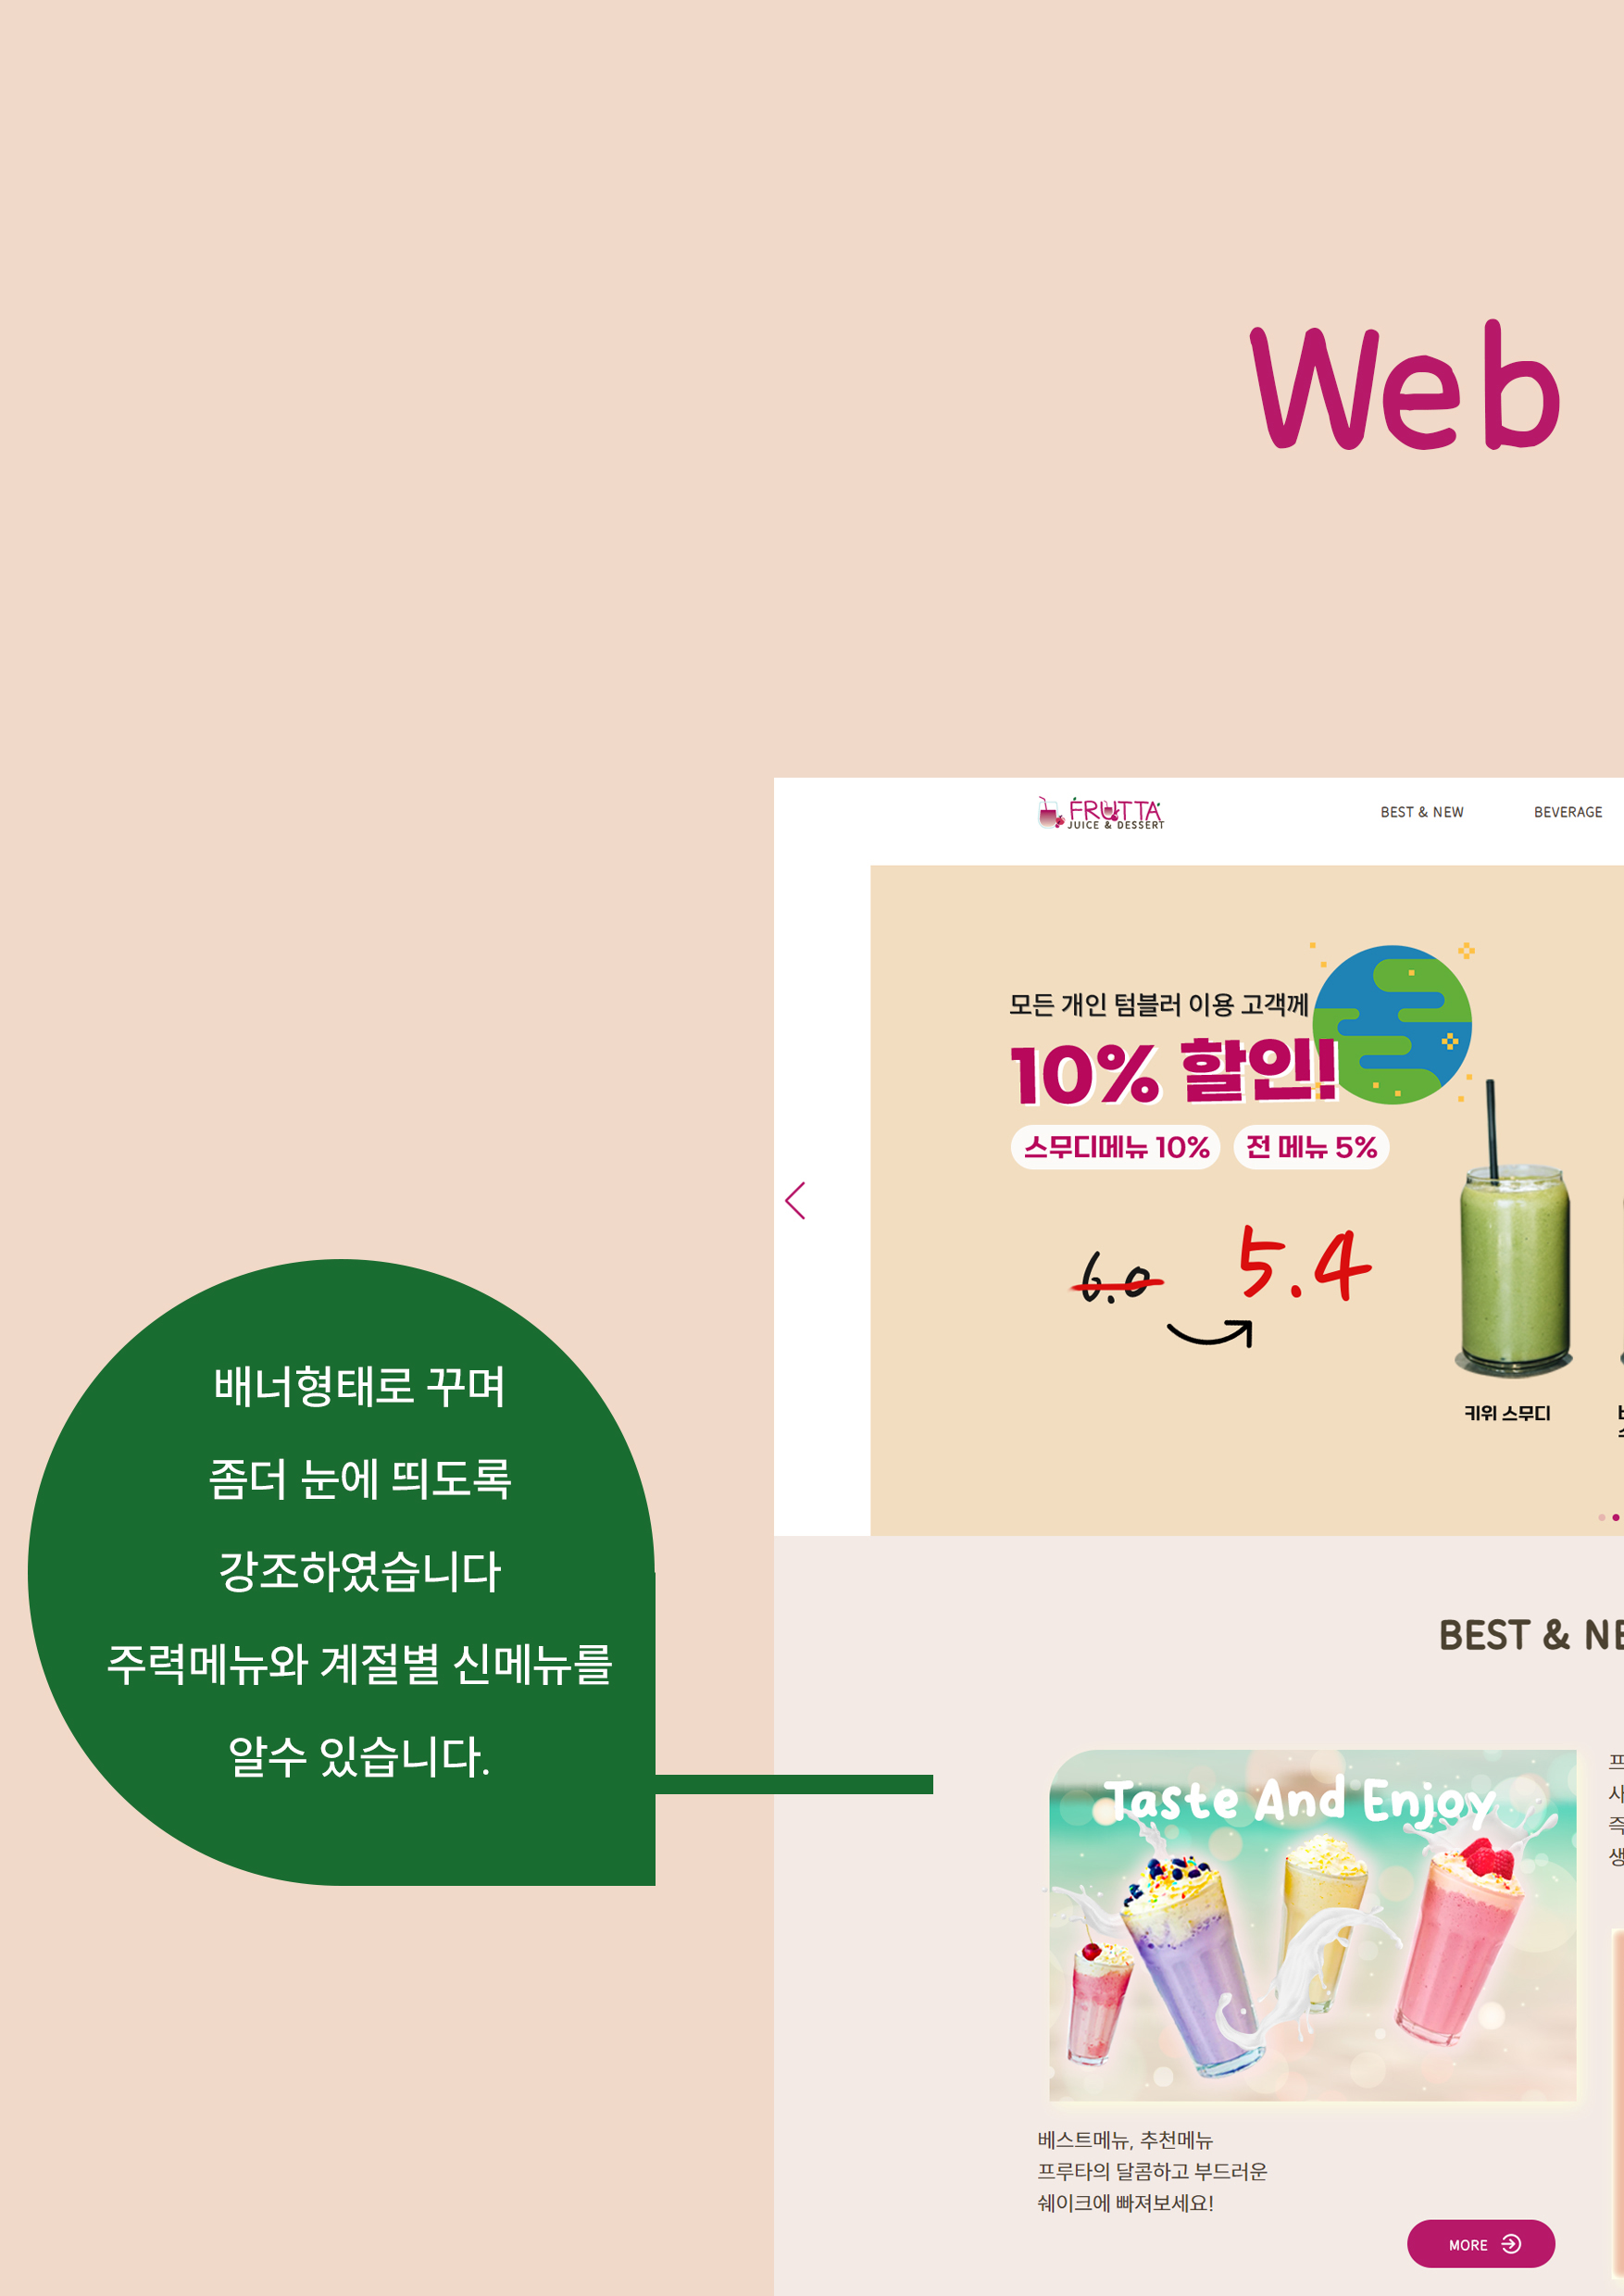 Web
FRUTTA
JUICE & DESSERT
BEST & NEW
BEVERAGE
모든 개인 텀블러 이용 고객께
10% 할인!
스무디메뉴 10%
전 메뉴 5%
6.0
5.4
키위 스무디
배너형태로 꾸며
좀더 눈에 띄도록
강조하였습니다
주력메뉴와 계절별 신메뉴를
알수 있습니다.
BEST & NE
Taste And Enjoy
프
사
즉
생
베스트메뉴, 추천메뉴
프루타의 달콤하고 부드러운
쉐이크에 빠져보세요!
MORE